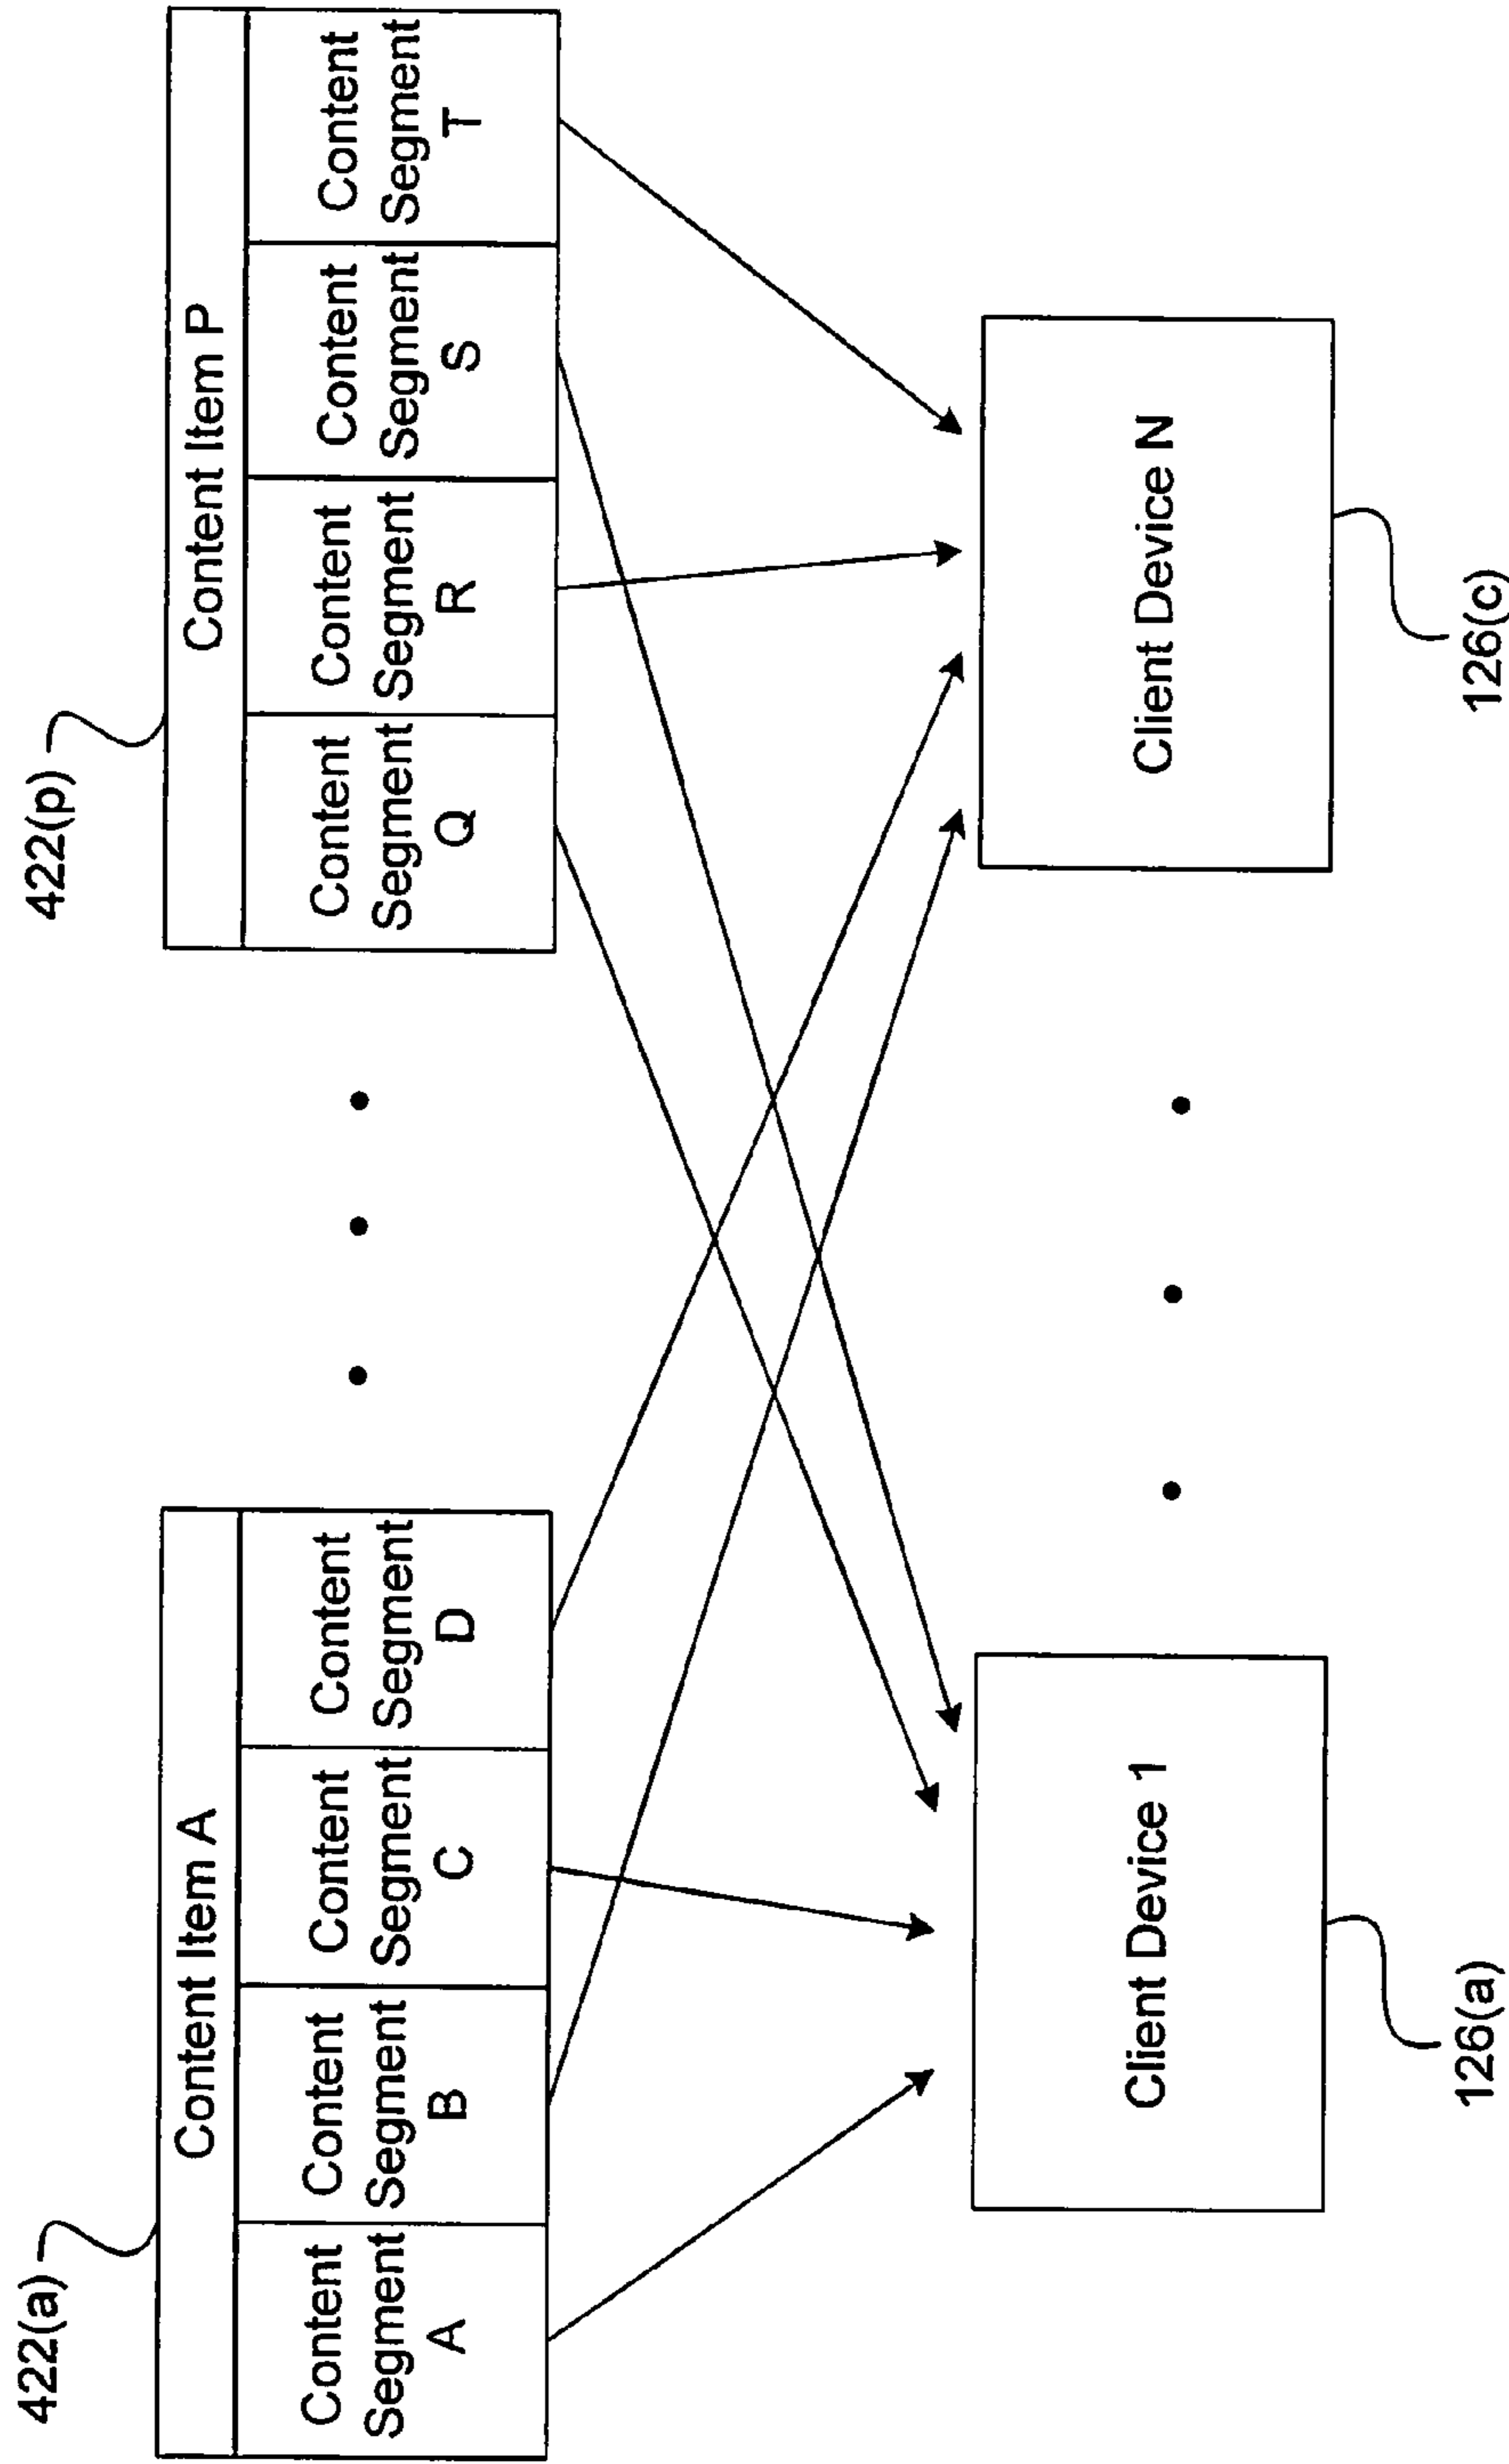 422(a)
Content Item A
Content
Segment
A
Content
Segment
B
Content
Segment
C
Content
Segment
D
422(p)
Content Item P
Content
Segment
Q
Content
Segment
R
Content
Segment
S
Content
Segment
T
Client Device 1
126(a)
Client Device N
126(c)